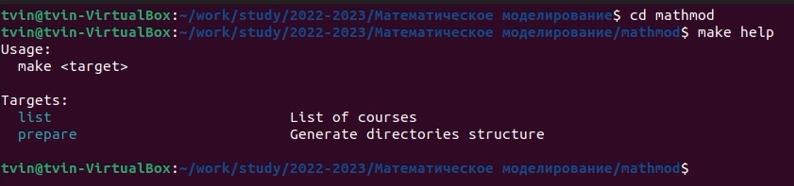 tvin@tvin-VirtualBox:~/work/study/2022-2023/Математическое моделирование$ cd mathmod
tvin@tvin-VirtualBox:~/work/study/2022-2023/Математическое моделирование/mathmod$ make help
Usage:
  make <target>
Targets:
  list                          List of courses
  prepare                       Generate directories structure
tvin@tvin-VirtualBox:~/work/study/2022-2023/Математическое моделирование/mathmod$